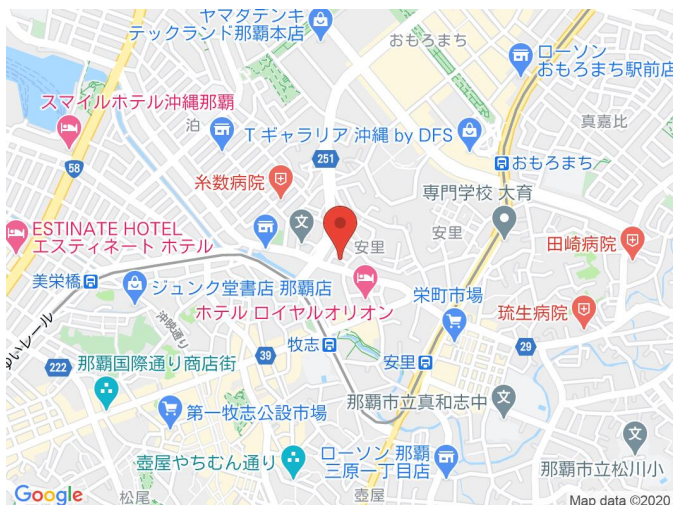 ヤマダデンキ
テックランド那覇本店
おもろまち
ローソン
おもろまち駅前店
スマイルホテル沖縄那覇
泊
T ギャラリア 沖縄 by DFS
真嘉比
251
おもろまち
58
糸数病院
専門学校 大育
ESTINATE HOTEL
エスティネート ホテル
安里
安里
田崎病院
美栄橋
ジュンク堂書店 那覇店
ホテル ロイヤルオリオン
栄町市場
琉生病院
沖映通り
ゆいレール
牧志
39
29
222
那覇国際通り商店街
安里
第一牧志公設市場
那覇市立真和志中
壺屋やちむん通り
ローソン 那覇
三原一丁目店
那覇市立松川小
松尾
壺屋
Google
Map data ©2020